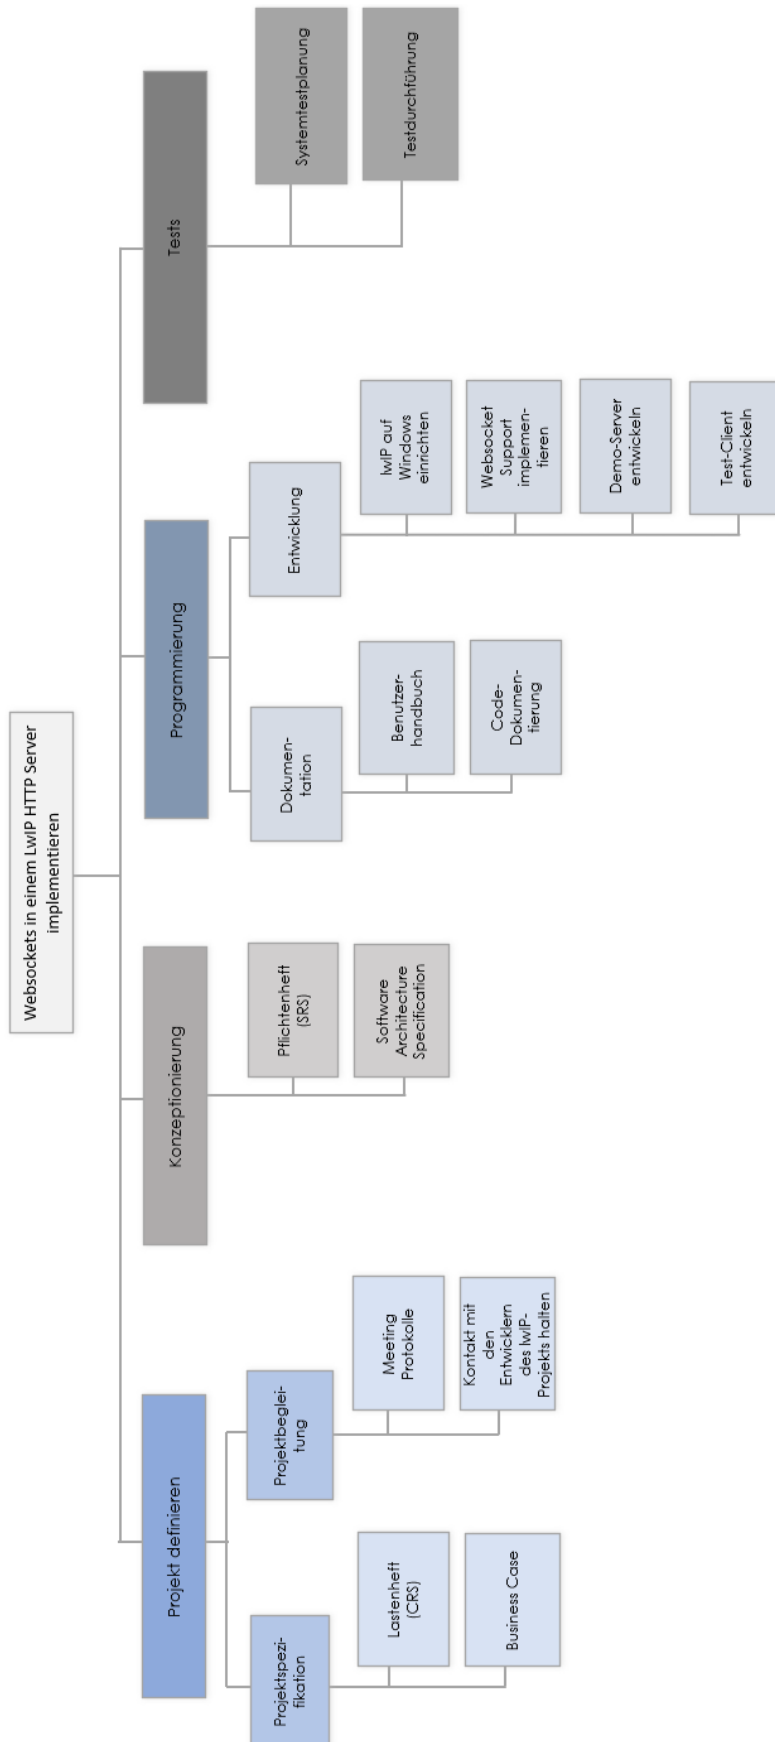 Websockets in einem LwIP HTTP Server
implementieren
Projekt definieren
Projektspezi-
fikation
Lastenheft
(CRS)
Business Case
Projektbeglei-
tung
Meeting
Protokolle
Kontakt mit
den
Entwicklern
des lwIP-
Projekts halten
Konzeptionierung
Pflichtenheft
(SRS)
Software
Architecture
Specification
Programmierung
Dokumen-
tation
Benutzer-
handbuch
Code-
Dokumen-
tierung
Entwicklung
lwIP auf
Windows
einrichten
Websocket
Support
implemen-
tieren
Demo-Server
entwickeln
Test-Client
entwickeln
Tests
Systemtestplanung
Testdurchführung